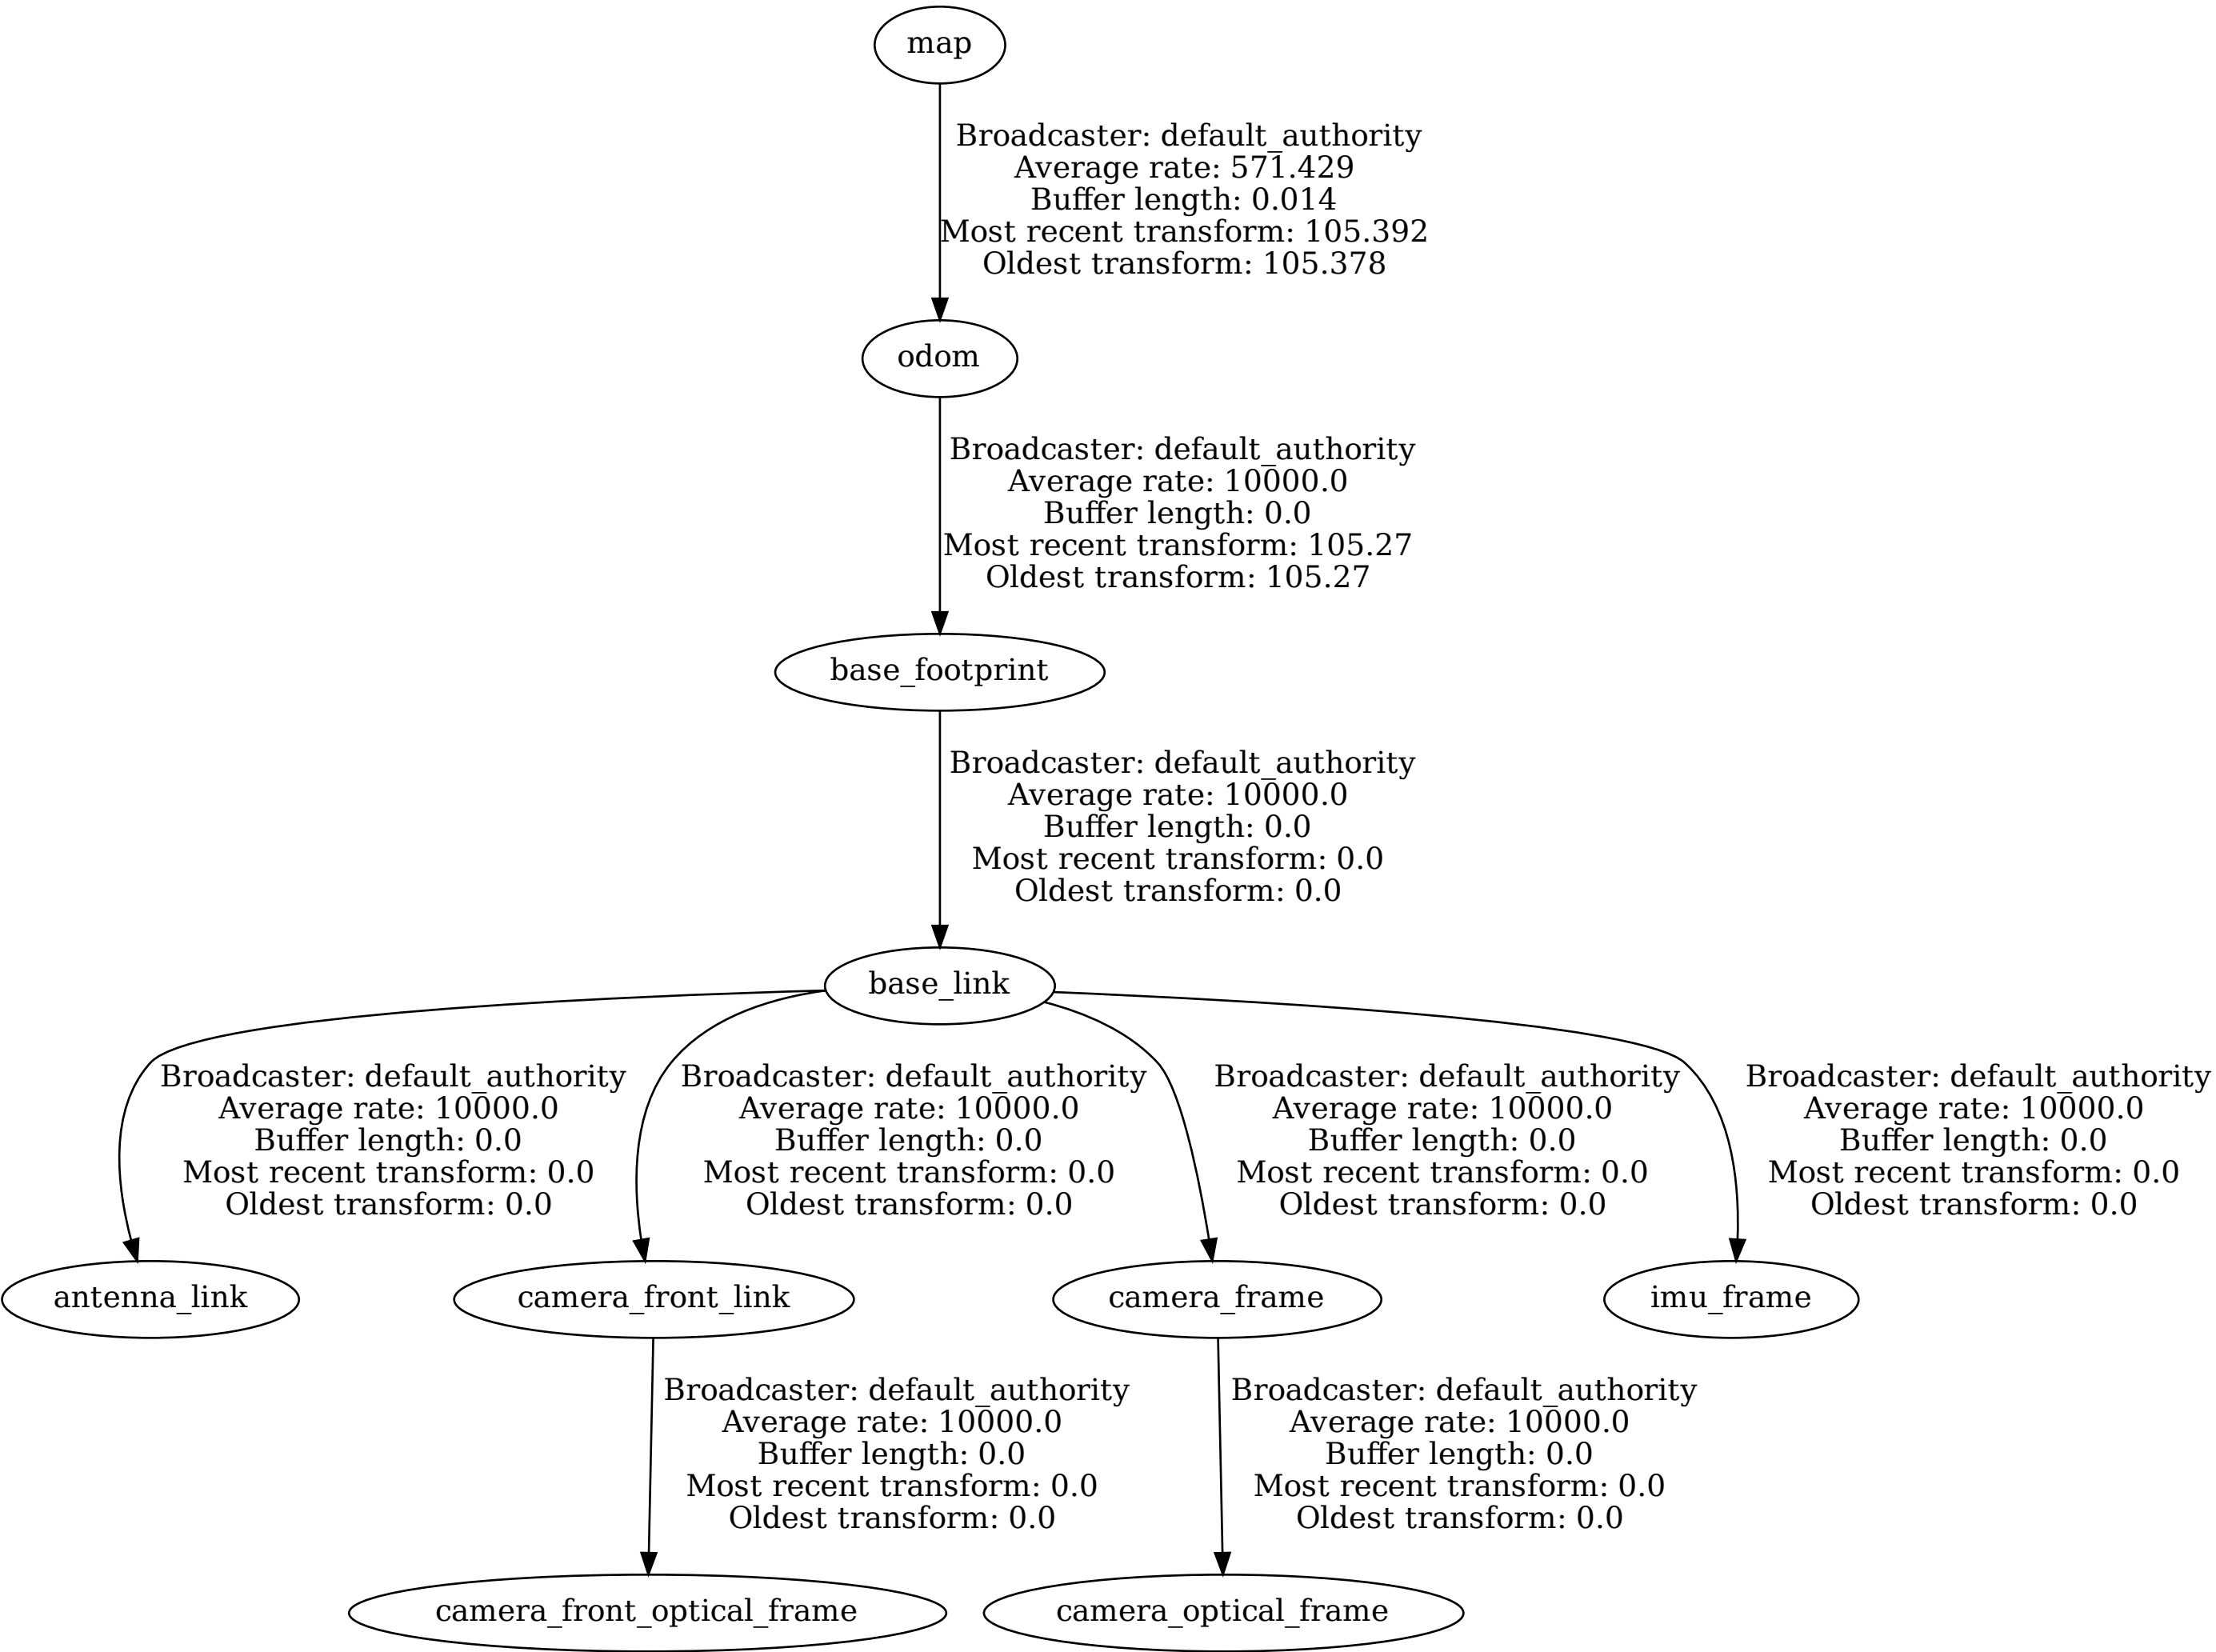 map
Broadcaster: default_authority
Average rate: 571.429
Buffer length: 0.014
Most recent transform: 105.392
Oldest transform: 105.378
odom
Broadcaster: default_authority
Average rate: 10000.0
Buffer length: 0.0
Most recent transform: 105.27
Oldest transform: 105.27
base_footprint
Broadcaster: default_authority
Average rate: 10000.0
Buffer length: 0.0
Most recent transform: 0.0
Oldest transform: 0.0
base_link
Broadcaster: default_authority
Average rate: 10000.0
Buffer length: 0.0
Most recent transform: 0.0
Oldest transform: 0.0
Broadcaster: default_authority
Average rate: 10000.0
Buffer length: 0.0
Most recent transform: 0.0
Oldest transform: 0.0
Broadcaster: default_authority
Average rate: 10000.0
Buffer length: 0.0
Most recent transform: 0.0
Oldest transform: 0.0
Broadcaster: default_authority
Average rate: 10000.0
Buffer length: 0.0
Most recent transform: 0.0
Oldest transform: 0.0
antenna_link
camera_front_link
camera_frame
imu_frame
Broadcaster: default_authority
Average rate: 10000.0
Buffer length: 0.0
Most recent transform: 0.0
Oldest transform: 0.0
Broadcaster: default_authority
Average rate: 10000.0
Buffer length: 0.0
Most recent transform: 0.0
Oldest transform: 0.0
camera_front_optical_frame
camera_optical_frame